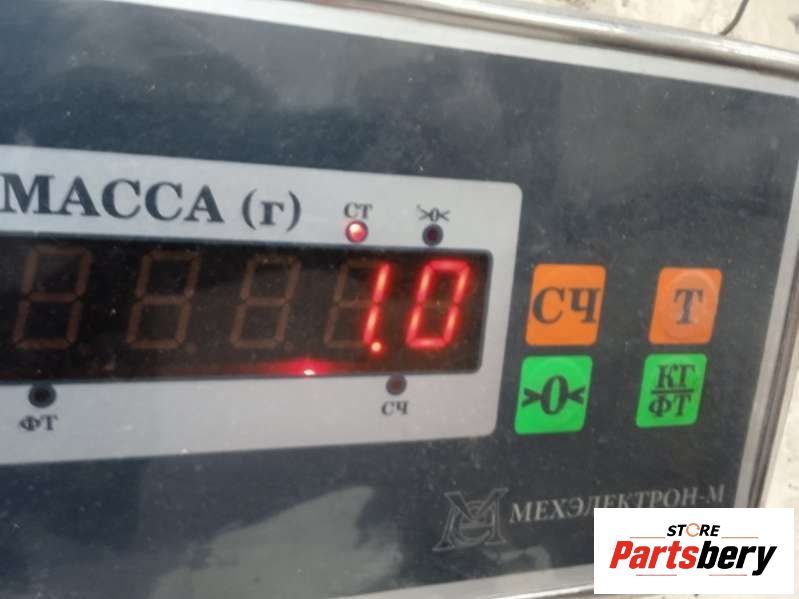 МАССА (г)
СТ
>0<
1.0
СЧ
Т
>0<
КГ
ФТ
ФТ
СЧ
МЕХЭЛЕКТРОН-М
STORE
Partsbery